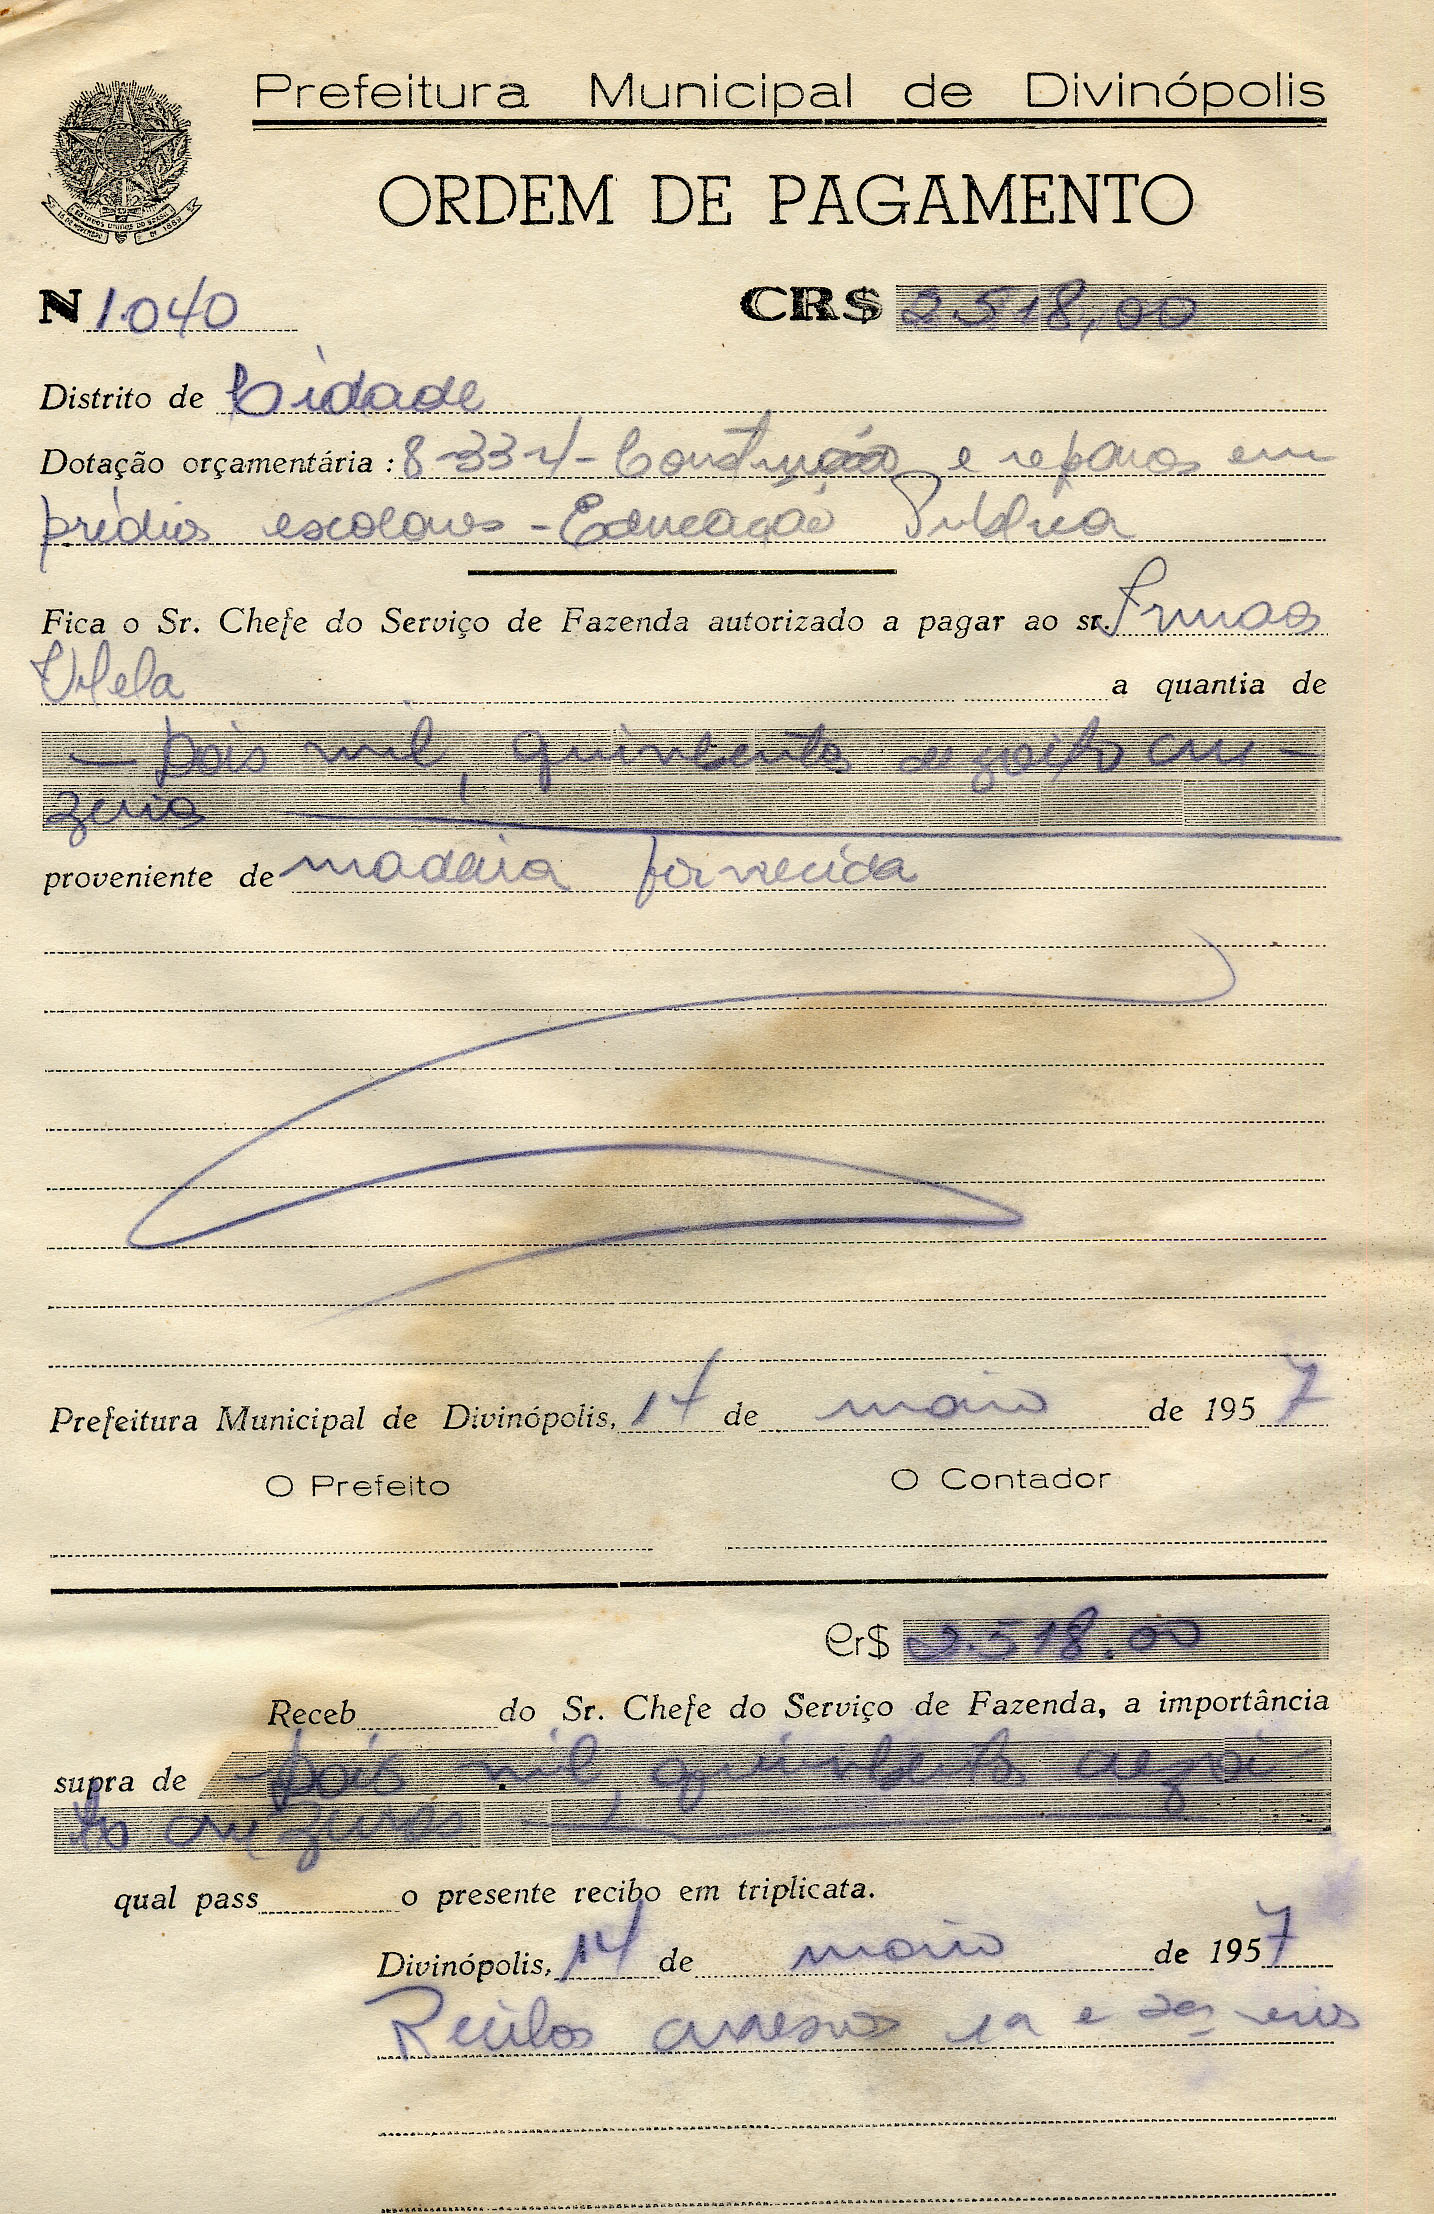 Prefeitura Municipal de Divinópolis
ORDEM DE PAGAMENTO
N 1.040 CR$ 2.518,00
Distrito de Cidade
Dotação orçamentária: 8-33-4- Construção e reparos em
prédios escolares - Educação Pública
Fica o Sr. Chefe do Serviço de Fazenda autorizado a pagar ao sr. Irmãos
Vilela a quantia de
— Dois mil, quinhentos dezoito cru-
zeiros
proveniente de madeira fornecida
Prefeitura Municipal de Divinópolis, 14 de maio de 1957
O Prefeito O Contador
Cr$ 2.518.00
Receb do Sr. Chefe do Serviço de Fazenda, a importância
supra de - Dois mil, quinhentos dezoi
to cruzeiros
qual pass o presente recibo em triplicata.
Divinópolis, 14 de maio de 1957
Recibos anexos 1a e 2as vias